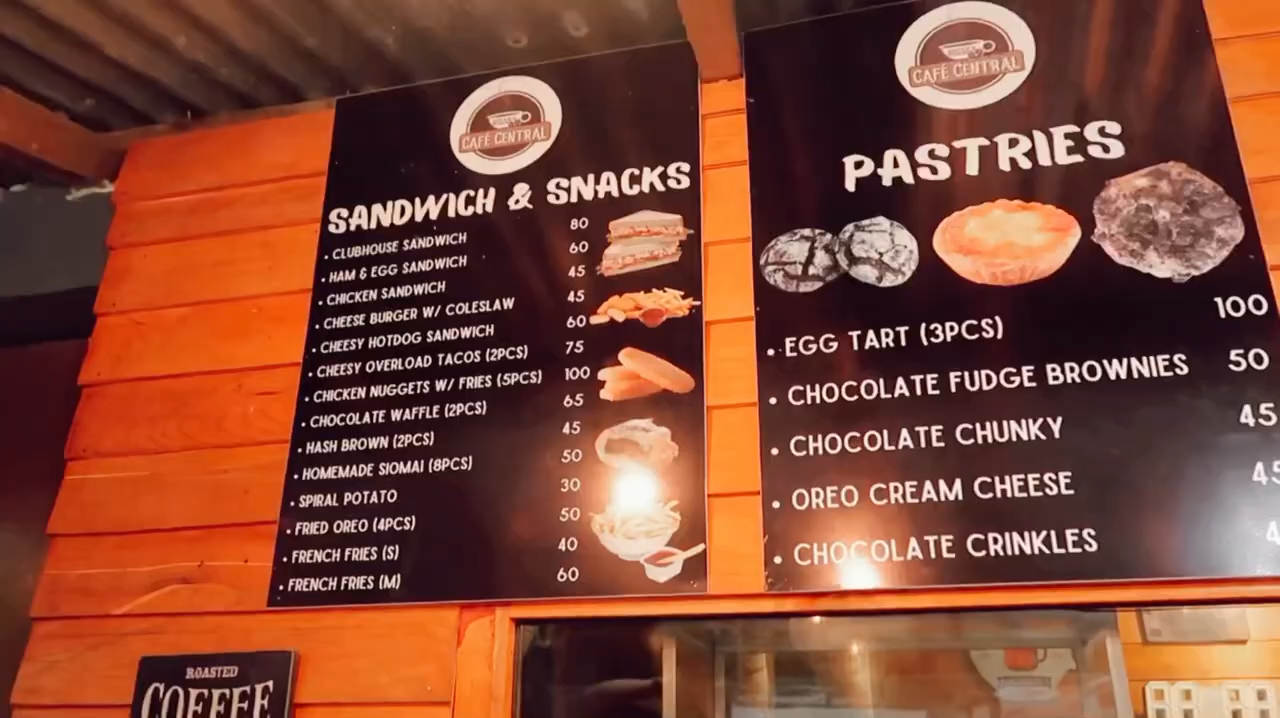 CAFÉ CENTRAL
SANDWICH & SNACKS
• CLUBHOUSE SANDWICH 80
• HAM & EGG SANDWICH 60
• CHICKEN SANDWICH 45
• CHEESE BURGER W/ COLESLAW 45
• CHEESY HOTDOG SANDWICH 60
• CHEESY OVERLOAD TACOS (2PCS) 75
• CHICKEN NUGGETS W/ FRIES (5PCS) 100
• CHOCOLATE WAFFLE (2PCS) 65
• HASH BROWN (2PCS) 45
• HOMEMADE SIOMAI (8PCS) 50
• SPIRAL POTATO 30
• FRIED OREO (4PCS) 50
• FRENCH FRIES (S) 40
• FRENCH FRIES (M) 60
CAFÉ CENTRAL
PASTRIES
• EGG TART (3PCS) 100
• CHOCOLATE FUDGE BROWNIES 50
• CHOCOLATE CHUNKY 45
• OREO CREAM CHEESE 45
• CHOCOLATE CRINKLES
ROASTED
COFFEE